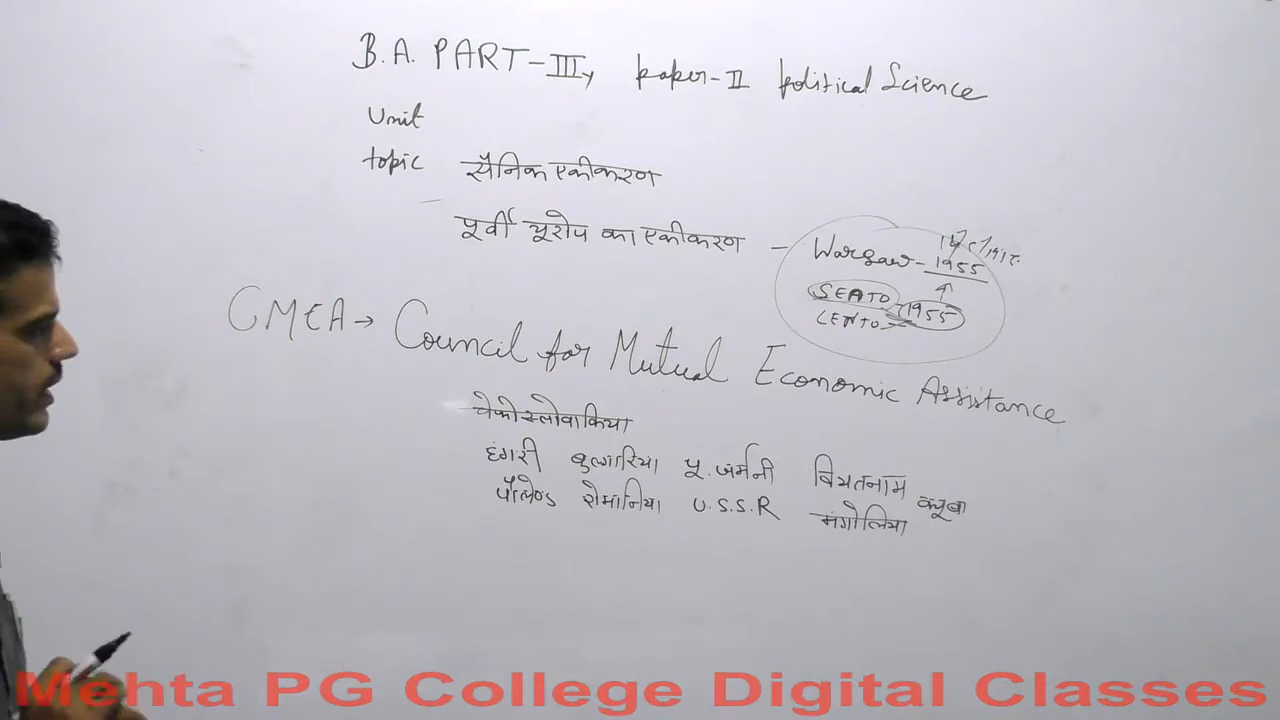 B.A. PART-III, paper-II political Science
Unit
topic सैनिक एकीकरण
पूर्वी यूरोप का एकीकरण - Warsaw - 1955
SEATO - 1955
CENTO
CMEA → Council for Mutual Economic Assistance
चेकोस्लोवाकिया
हंगरी बुल्गारिया पू. जर्मनी वियतनाम क्यूबा
पौलेण्ड रोमानिया U.S.S.R मंगोलिया
Mehta PG College Digital Classes